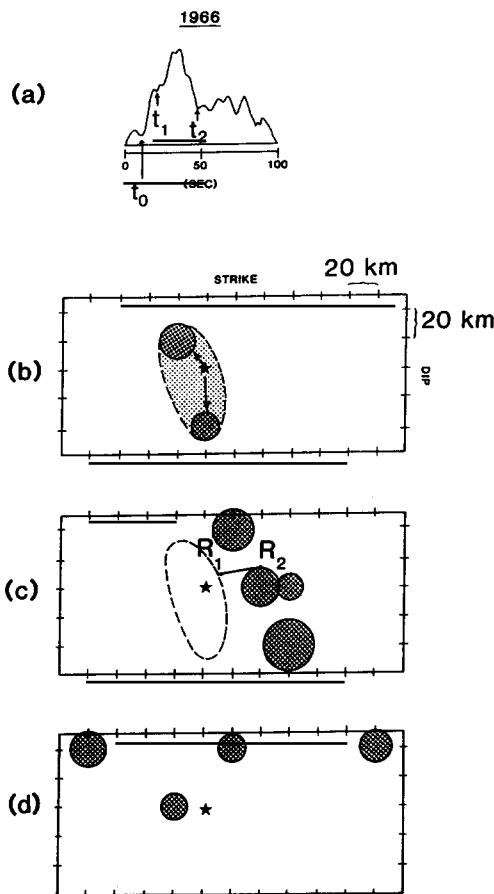 1966
(a)
t1
t2
0
50
100
(SEC)
t0
20 km
STRIKE
20 km
(b)
DIP
R1
R2
(c)
(d)